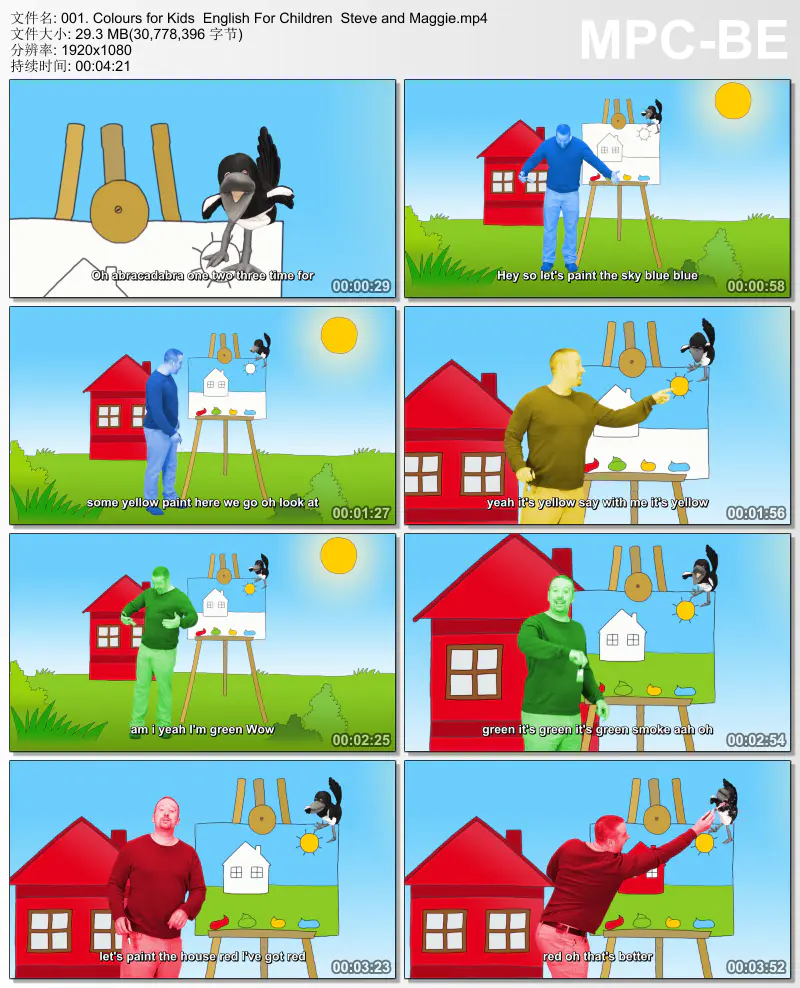 文件名: 001. Colours for Kids  English For Children  Steve and Maggie.mp4
文件大小: 29.3 MB(30,778,396 字节)
分辨率: 1920x1080
持续时间: 00:04:21
MPC-BE
Oh abracadabra one two three time for
00:00:29
Hey so let's paint the sky blue blue
00:00:58
some yellow paint here we go oh look at
00:01:27
yeah it's yellow say with me it's yellow
00:01:56
am i yeah I'm green Wow
00:02:25
green it's green it's green smoke aah oh
00:02:54
let's paint the house red I've got red
00:03:23
red oh that's better
00:03:52